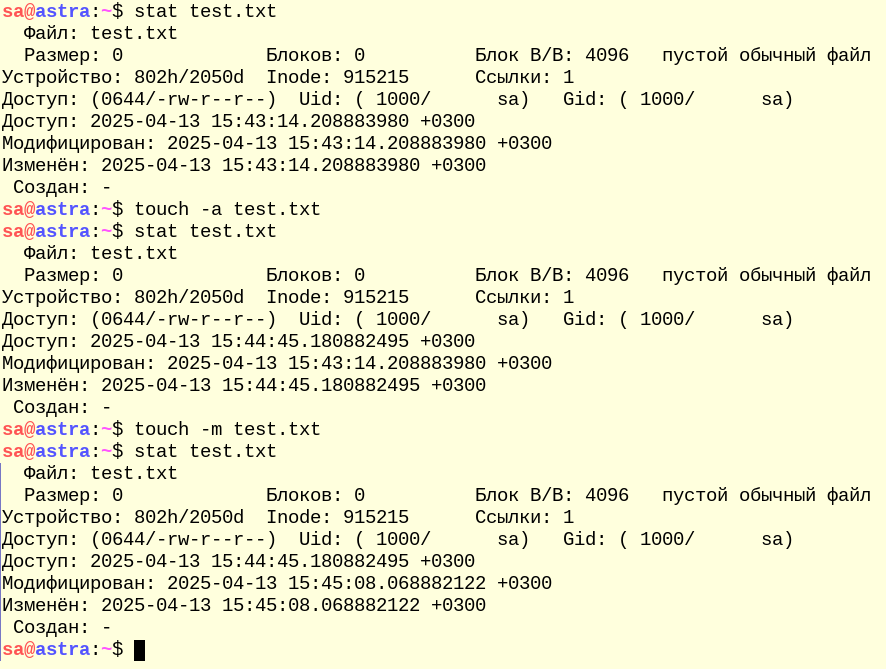 sa@astra:~$ stat test.txt
  Файл: test.txt
  Размер: 0             Блоков: 0          Блок В/В: 4096   пустой обычный файл
Устройство: 802h/2050d  Inode: 915215      Ссылки: 1
Доступ: (0644/-rw-r--r--)  Uid: ( 1000/      sa)   Gid: ( 1000/      sa)
Доступ: 2025-04-13 15:43:14.208883980 +0300
Модифицирован: 2025-04-13 15:43:14.208883980 +0300
Изменён: 2025-04-13 15:43:14.208883980 +0300
 Создан: -
sa@astra:~$ touch -a test.txt
sa@astra:~$ stat test.txt
  Файл: test.txt
  Размер: 0             Блоков: 0          Блок В/В: 4096   пустой обычный файл
Устройство: 802h/2050d  Inode: 915215      Ссылки: 1
Доступ: (0644/-rw-r--r--)  Uid: ( 1000/      sa)   Gid: ( 1000/      sa)
Доступ: 2025-04-13 15:44:45.180882495 +0300
Модифицирован: 2025-04-13 15:43:14.208883980 +0300
Изменён: 2025-04-13 15:44:45.180882495 +0300
 Создан: -
sa@astra:~$ touch -m test.txt
sa@astra:~$ stat test.txt
  Файл: test.txt
  Размер: 0             Блоков: 0          Блок В/В: 4096   пустой обычный файл
Устройство: 802h/2050d  Inode: 915215      Ссылки: 1
Доступ: (0644/-rw-r--r--)  Uid: ( 1000/      sa)   Gid: ( 1000/      sa)
Доступ: 2025-04-13 15:44:45.180882495 +0300
Модифицирован: 2025-04-13 15:45:08.068882122 +0300
Изменён: 2025-04-13 15:45:08.068882122 +0300
 Создан: -
sa@astra:~$